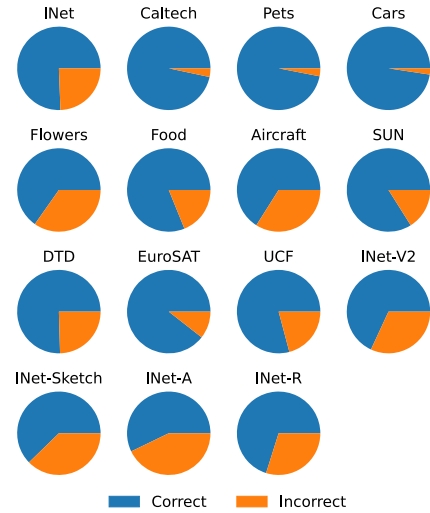 INet Caltech Pets Cars
Flowers Food Aircraft SUN
DTD EuroSAT UCF INet-V2
INet-Sketch INet-A INet-R
Correct Incorrect